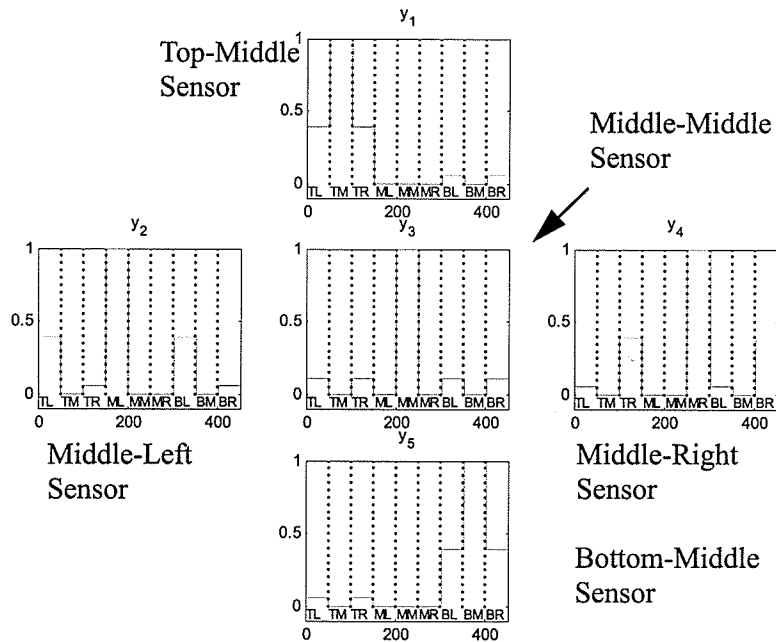 y1
Top-Middle
Sensor
1
0.5
0
TL TM TR ML MM MR BL BM BR
0 200 400
Middle-Middle
Sensor
y2
1
0.5
0
TL TM TR ML MM MR BL BM BR
0 200 400
Middle-Left
Sensor
y3
1
0.5
0
TL TM TR ML MM MR BL BM BR
0 200 400
y4
1
0.5
0
TL TM TR ML MM MR BL BM BR
0 200 400
Middle-Right
Sensor
y5
1
0.5
0
TL TM TR ML MM MR BL BM BR
0 200 400
Bottom-Middle
Sensor